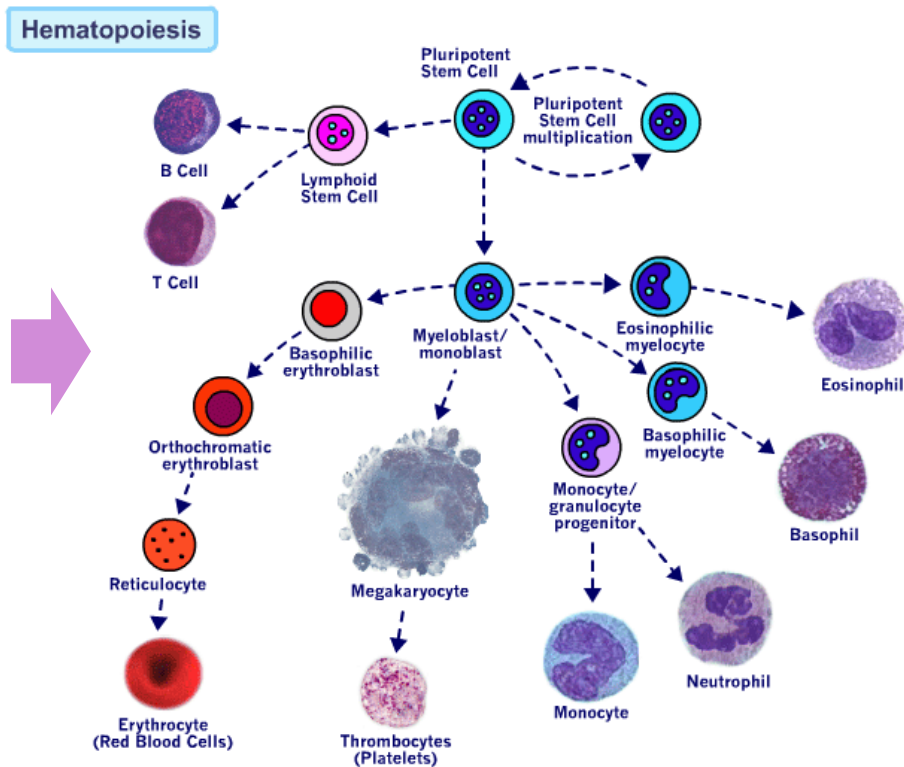 Hematopoiesis
Pluripotent
Stem Cell
Pluripotent
Stem Cell
multiplication
B Cell
Lymphoid
Stem Cell
T Cell
Basophilic
erythroblast
Myeloblast/
monoblast
Eosinophilic
myelocyte
Eosinophil
Orthochromatic
erythroblast
Basophilic
myelocyte
Monocyte/
granulocyte
progenitor
Basophil
Reticulocyte
Megakaryocyte
Neutrophil
Monocyte
Erythrocyte
(Red Blood Cells)
Thrombocytes
(Platelets)